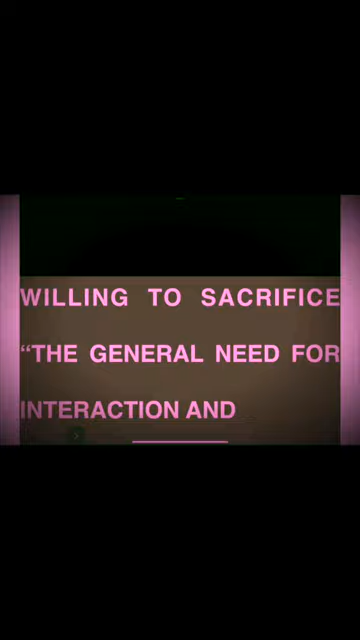 WILLING TO SACRIFICE
“THE GENERAL NEED FOR
INTERACTION AND